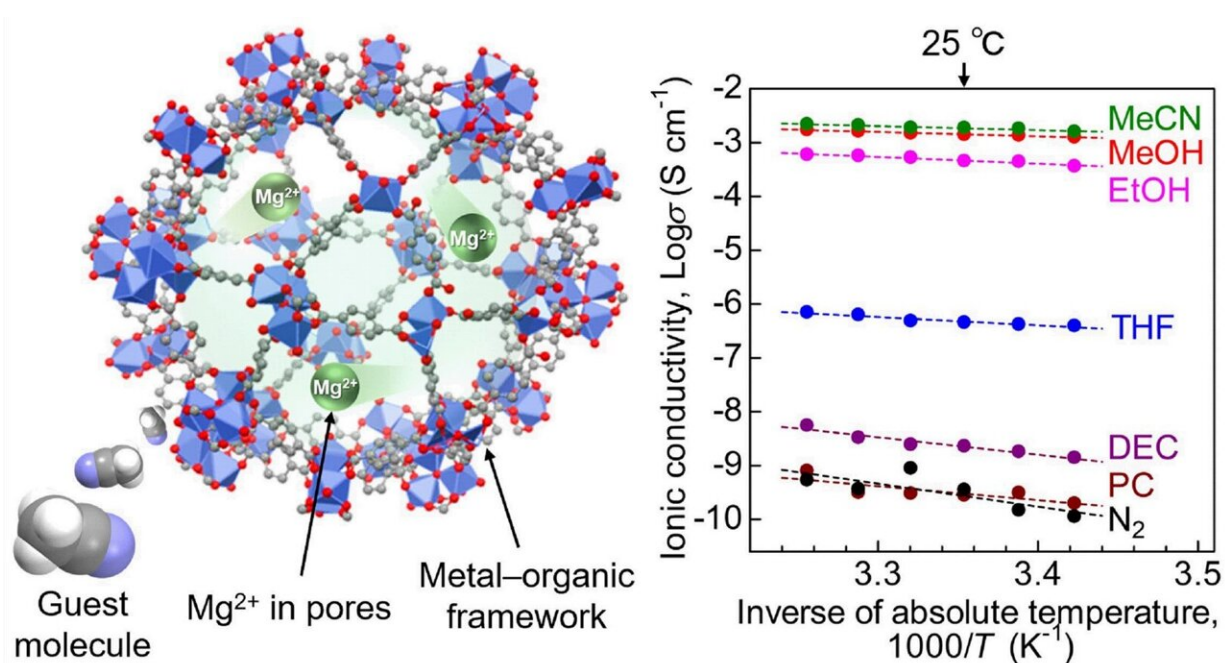 Mg²⁺
Mg²⁺
Mg²⁺
Guest
molecule
Mg²⁺ in pores
Metal–organic
framework
25 °C
Ionic conductivity, Logσ (S cm⁻¹)
-2
-3
-4
-5
-6
-7
-8
-9
-10
MeCN
MeOH
EtOH
THF
DEC
PC
N₂
3.3
3.4
3.5
Inverse of absolute temperature,
1000/T (K⁻¹)